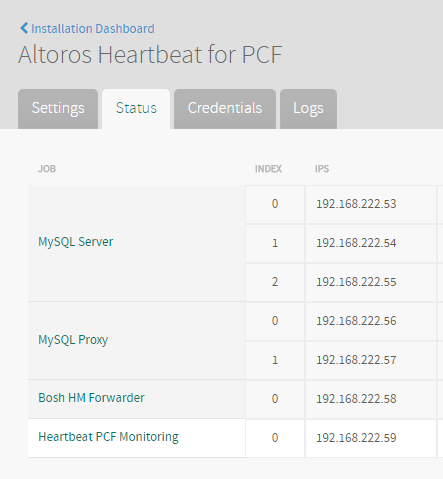 Installation Dashboard
Altoros Heartbeat for PCF
Settings Status Credentials Logs
JOB INDEX IPS
MySQL Server 0 192.168.222.53
1 192.168.222.54
2 192.168.222.55
MySQL Proxy 0 192.168.222.56
1 192.168.222.57
Bosh HM Forwarder 0 192.168.222.58
Heartbeat PCF Monitoring 0 192.168.222.59